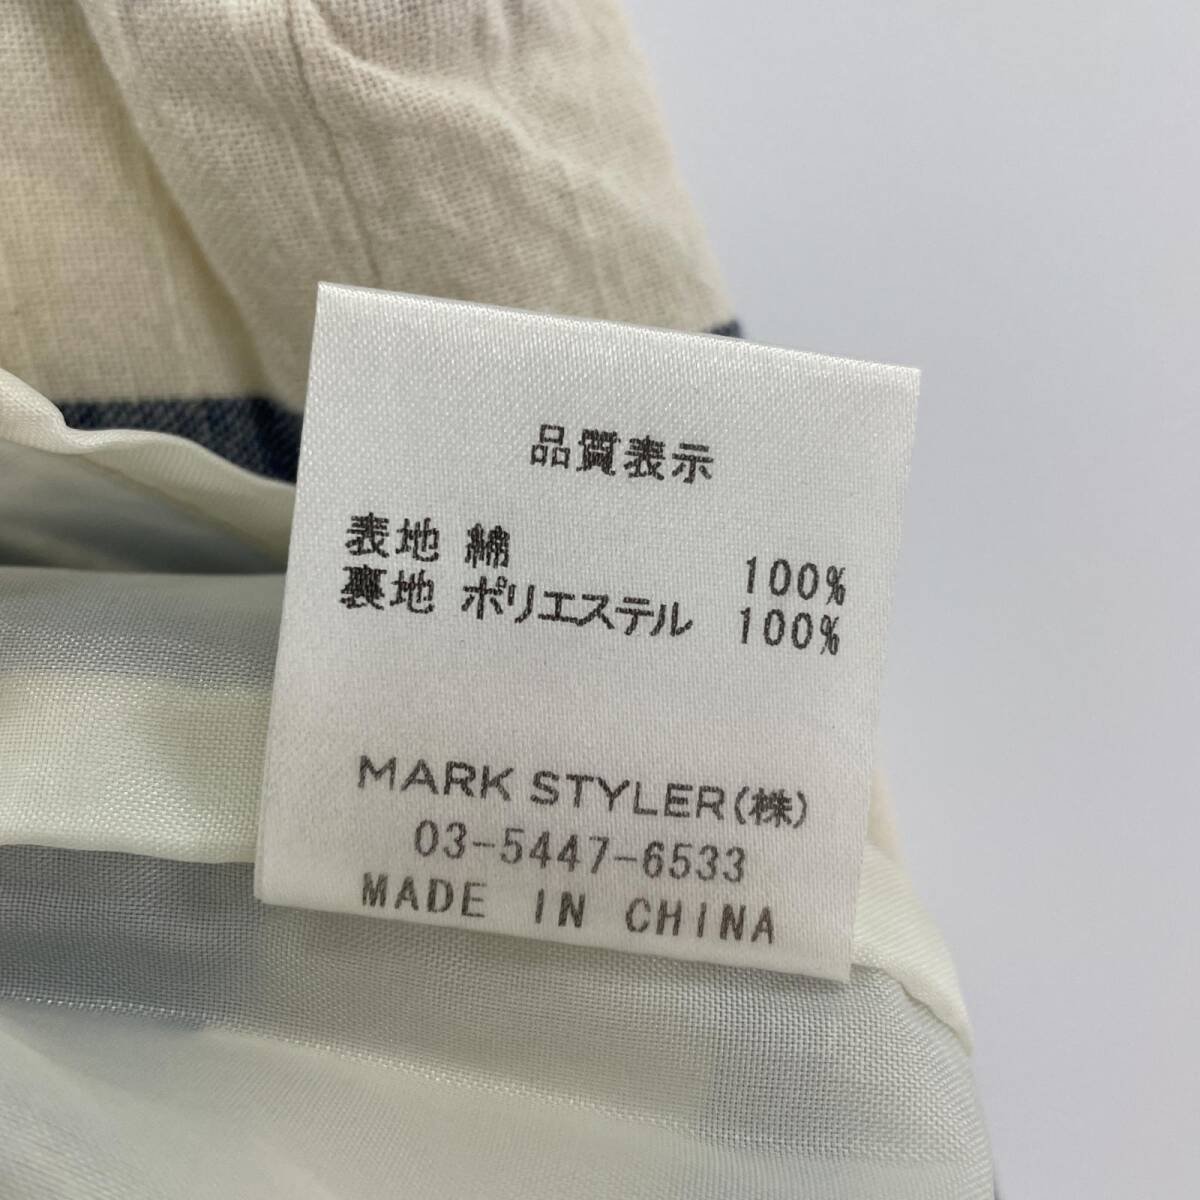 品質表示
表地 綿 100%
裏地 ポリエステル 100%
MARK STYLER(株)
03-5447-6533
MADE IN CHINA